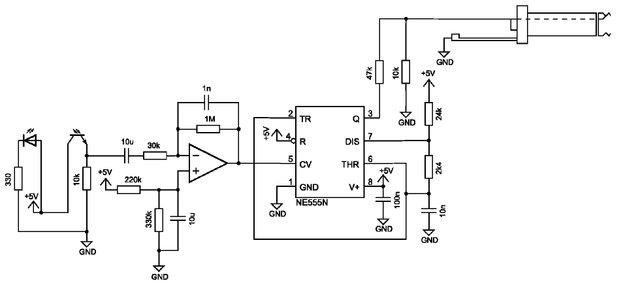 GND
47k
10k
+5V
GND
24k
1n
1M
2 TR
Q 3
+5V
4
R
DIS 7
10u
30k
330
+5V
10k
+5V
220k
5 CV
THR 6
2k4
1 GND
V+ 8
+5V
NE555N
100n
10n
330k
10u
GND
GND
GND
GND
GND
GND